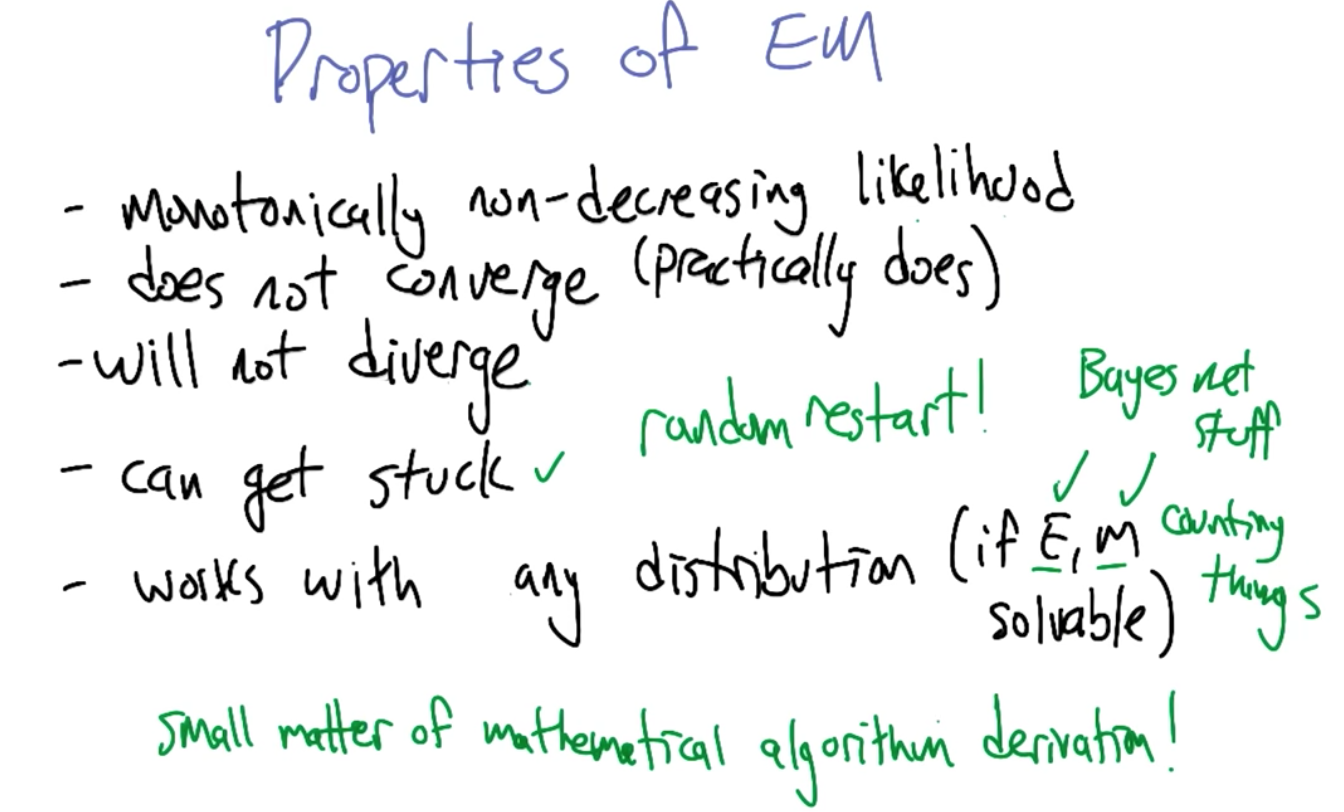 Properties of EM
- monotonically non-decreasing likelihood
- does not converge (practically does)
- will not diverge
random restart!
Bayes net
stuff
- can get stuck ✓
✓ ✓
- works with any distribution (if E, M
solvable)
counting
things
small matter of mathematical algorithm derivation!